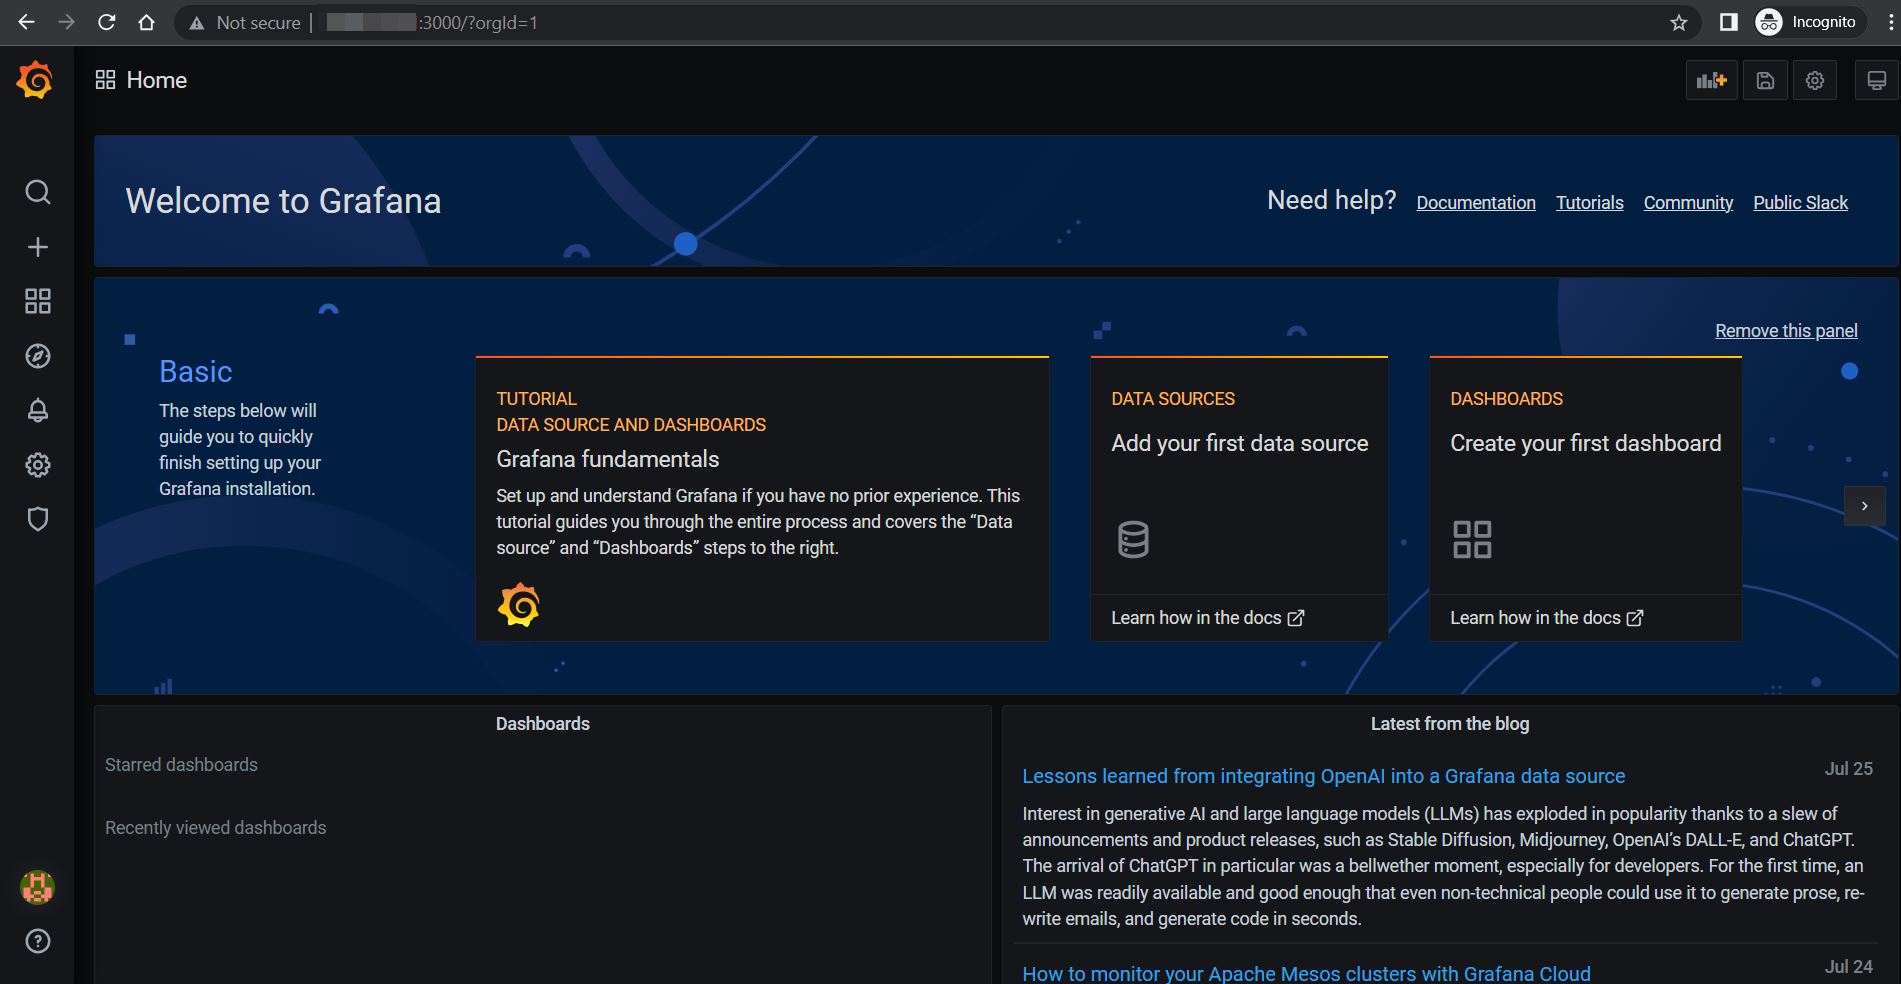 Not secure
:3000/?orgId=1
Incognito
Home
Welcome to Grafana
Need help? Documentation Tutorials Community Public Slack
Remove this panel
Basic
The steps below will
guide you to quickly
finish setting up your
Grafana installation.
TUTORIAL
DATA SOURCE AND DASHBOARDS
Grafana fundamentals
Set up and understand Grafana if you have no prior experience. This
tutorial guides you through the entire process and covers the “Data
source” and “Dashboards” steps to the right.
DATA SOURCES
Add your first data source
Learn how in the docs
DASHBOARDS
Create your first dashboard
Learn how in the docs
Dashboards
Starred dashboards
Recently viewed dashboards
Latest from the blog
Lessons learned from integrating OpenAI into a Grafana data source
Jul 25
Interest in generative AI and large language models (LLMs) has exploded in popularity thanks to a slew of
announcements and product releases, such as Stable Diffusion, Midjourney, OpenAI’s DALL-E, and ChatGPT.
The arrival of ChatGPT in particular was a bellwether moment, especially for developers. For the first time, an
LLM was readily available and good enough that even non-technical people could use it to generate prose, re-
write emails, and generate code in seconds.
How to monitor your Apache Mesos clusters with Grafana Cloud
Jul 24